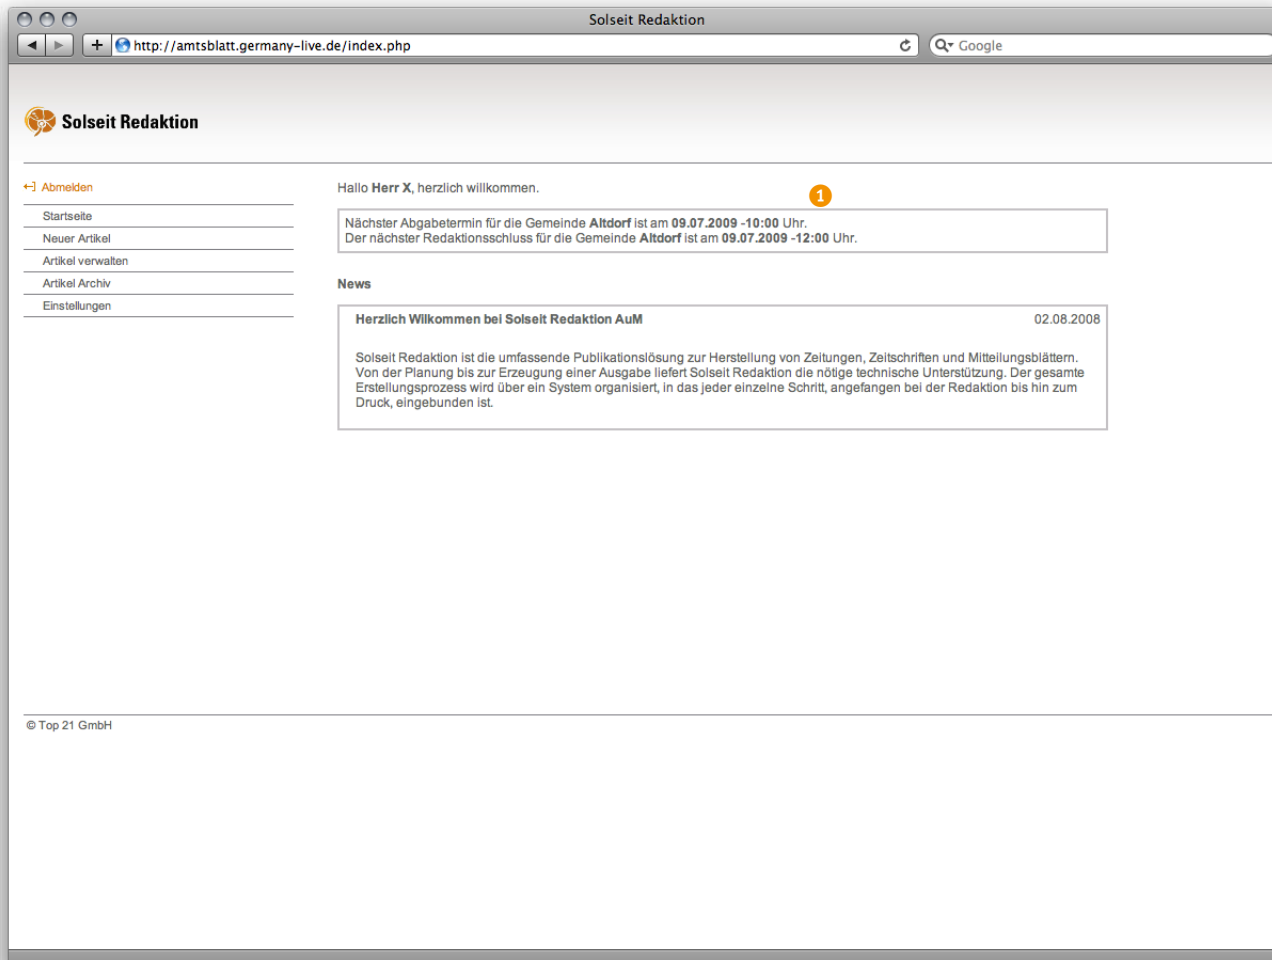 Solseit Redaktion
http://amtsblatt.germany-live.de/index.php
Google
Solseit Redaktion
Abmelden
Startseite
Neuer Artikel
Artikel verwalten
Artikel Archiv
Einstellungen
Hallo Herr X, herzlich willkommen.
1
Nächster Abgabetermin für die Gemeinde Altdorf ist am 09.07.2009 -10:00 Uhr.
Der nächster Redaktionsschluss für die Gemeinde Altdorf ist am 09.07.2009 -12:00 Uhr.
News
Herzlich Wilkommen bei Solseit Redaktion AuM 02.08.2008
Solseit Redaktion ist die umfassende Publikationslösung zur Herstellung von Zeitungen, Zeitschriften und Mitteilungsblättern.
Von der Planung bis zur Erzeugung einer Ausgabe liefert Solseit Redaktion die nötige technische Unterstützung. Der gesamte
Erstellungsprozess wird über ein System organisiert, in das jeder einzelne Schritt, angefangen bei der Redaktion bis hin zum
Druck, eingebunden ist.
© Top 21 GmbH